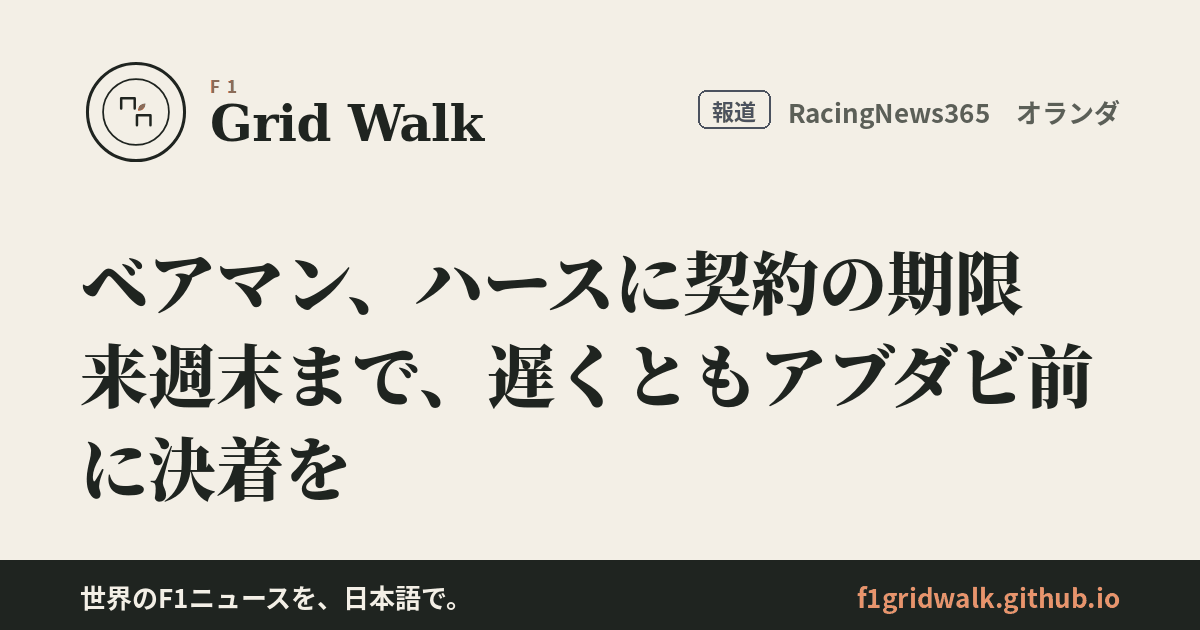 F1
Grid Walk
報道 RacingNews365 オランダ
ベアマン、ハースに契約の期限
来週末まで、遅くともアブダビ前
に決着を
世界のF1ニュースを、日本語で。
f1gridwalk.github.io